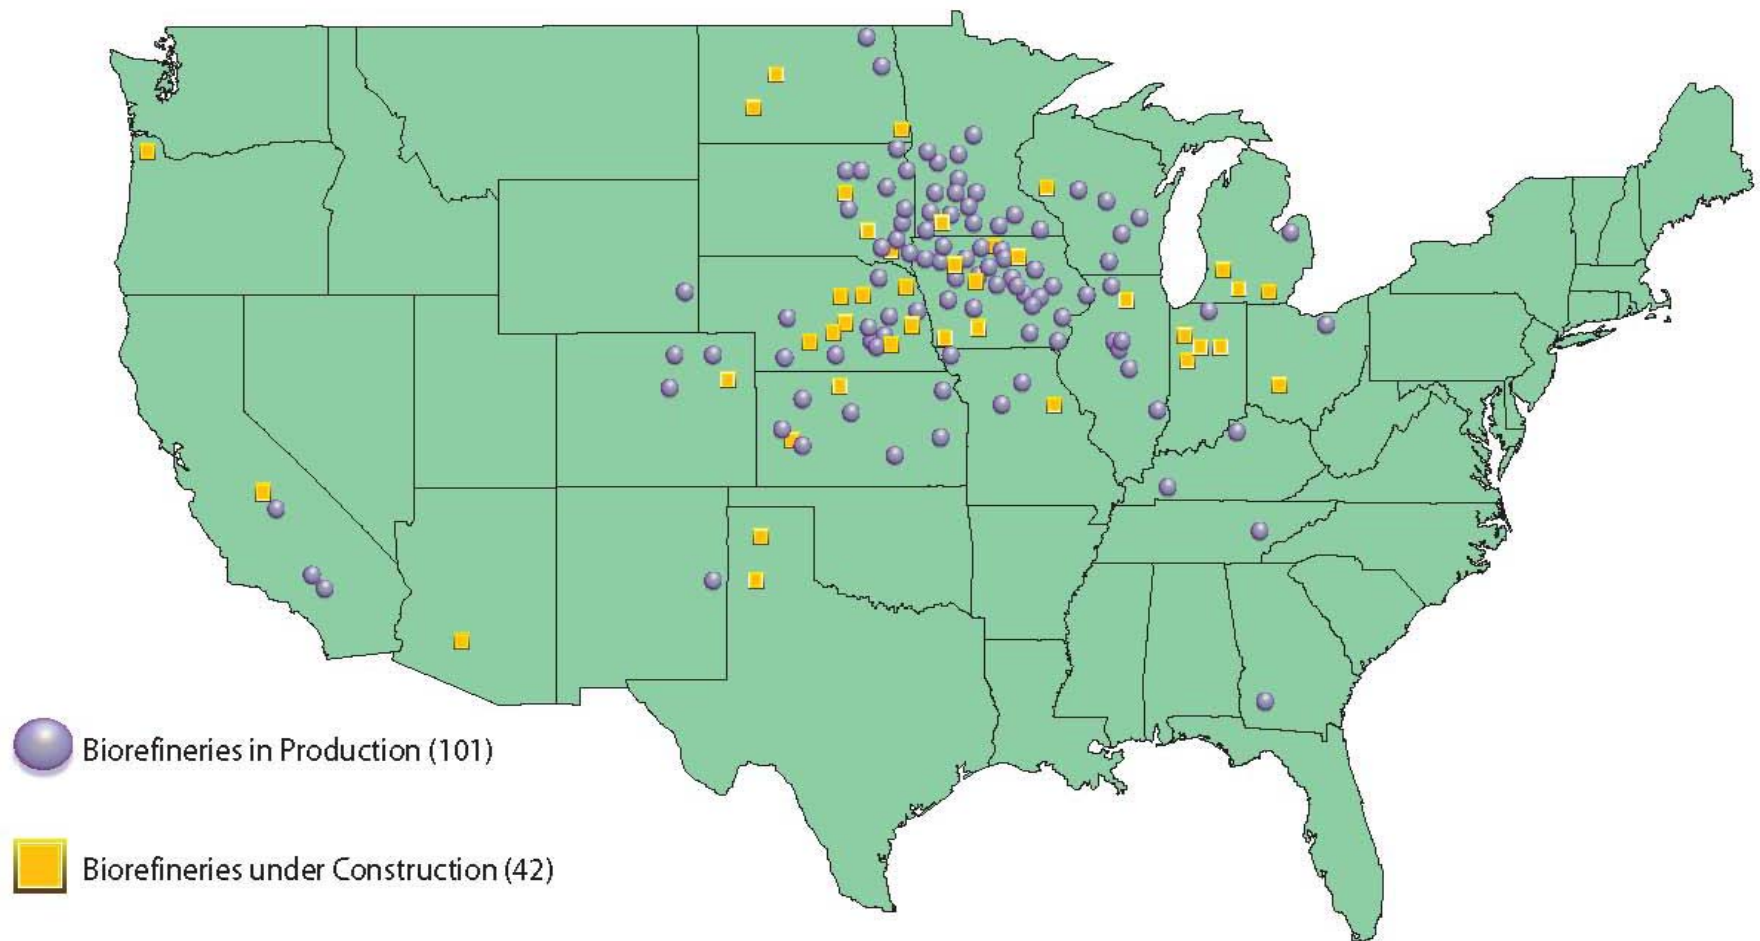 Biorefineries in Production (101)
Biorefineries under Construction (42)